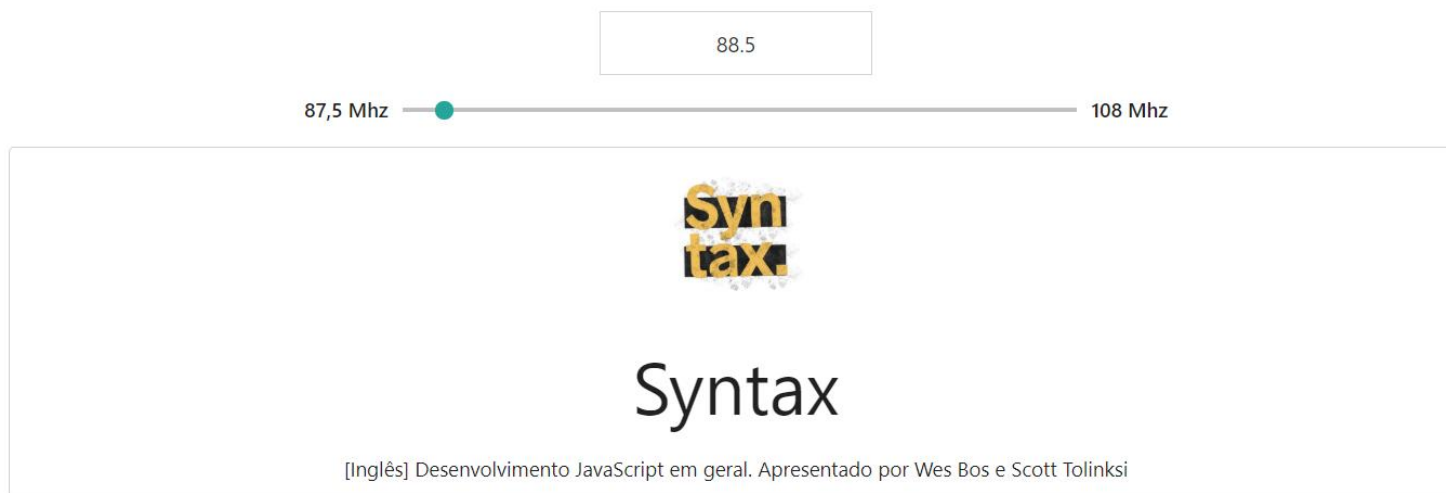 88.5
87,5 Mhz 108 Mhz
Syn
tax.
Syntax
[Inglês] Desenvolvimento JavaScript em geral. Apresentado por Wes Bos e Scott Tolinksi